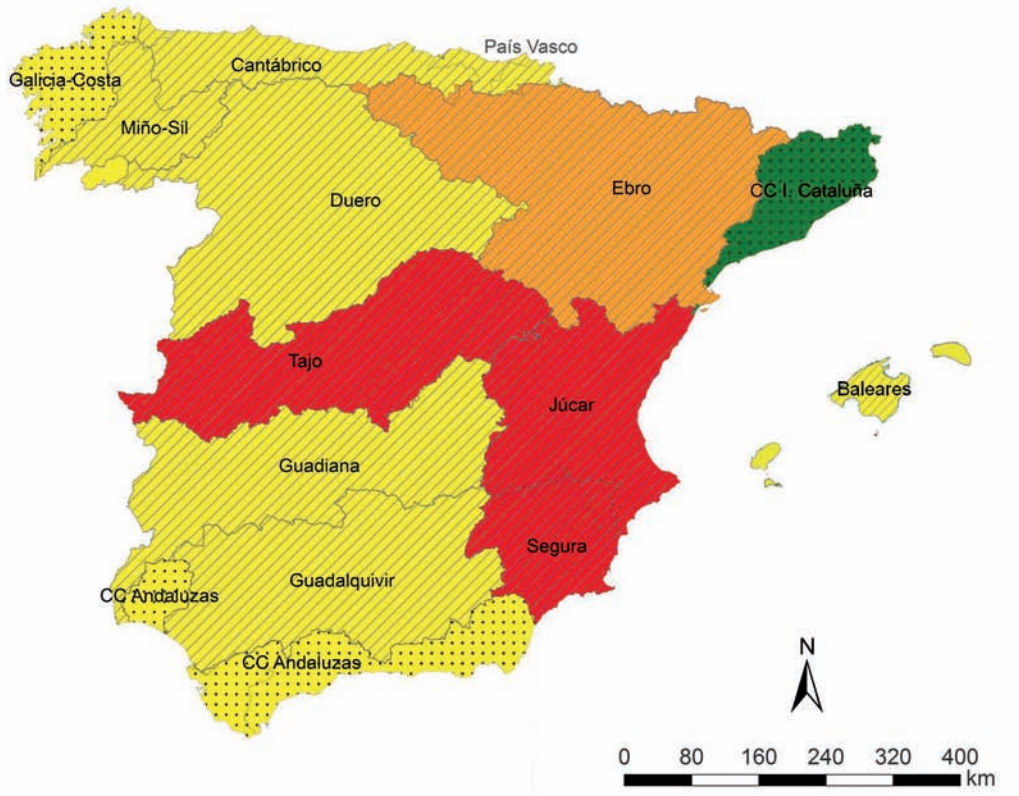 País Vasco
Cantábrico
Galicia-Costa
Miño-Sil
Duero
Ebro
CC I. Cataluña
Tajo
Júcar
Baleares
Guadiana
Segura
Guadalquivir
CC Andaluzas
CC Andaluzas
N
0 80 160 240 320 400
km